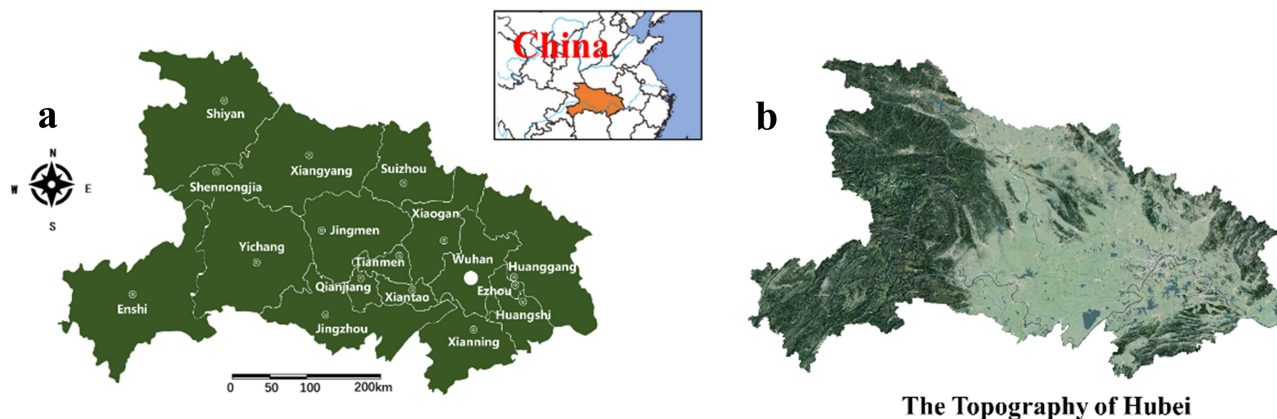 a
N
W
E
S
Shiyan
Xiangyang
Suizhou
Shennongjia
Xiaogan
Jingmen
Yichang
Tianmen
Wuhan
Huanggang
Qianjiang
Ezhou
Xiantao
Enshi
Jingzhou
Huangshi
Xianning
0 50 100 200km
China
b
The Topography of Hubei